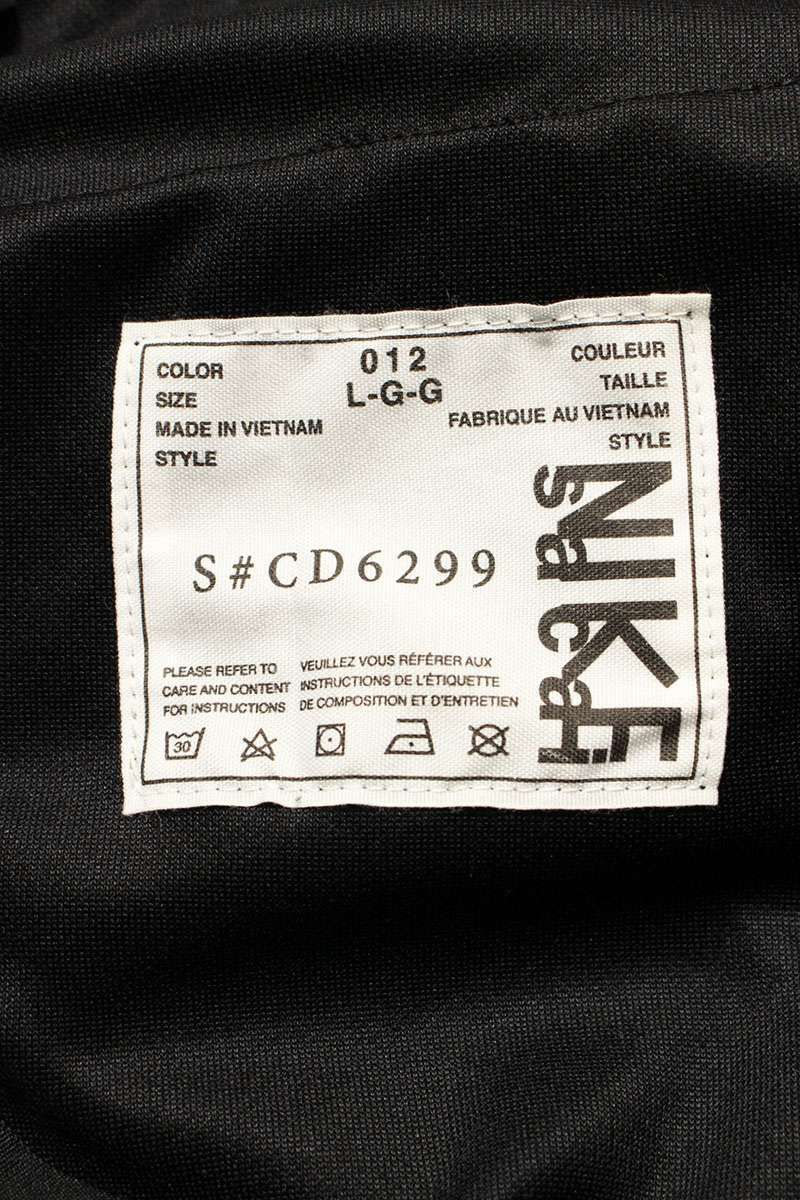 COLOR 012 COULEUR
SIZE L-G-G TAILLE
MADE IN VIETNAM FABRIQUE AU VIETNAM
STYLE STYLE
NIKE
sacai
S#CD6299
PLEASE REFER TO
CARE AND CONTENT
FOR INSTRUCTIONS
VEUILLEZ VOUS RÉFÉRER AUX
INSTRUCTIONS DE L'ÉTIQUETTE
DE COMPOSITION ET D'ENTRETIEN
30